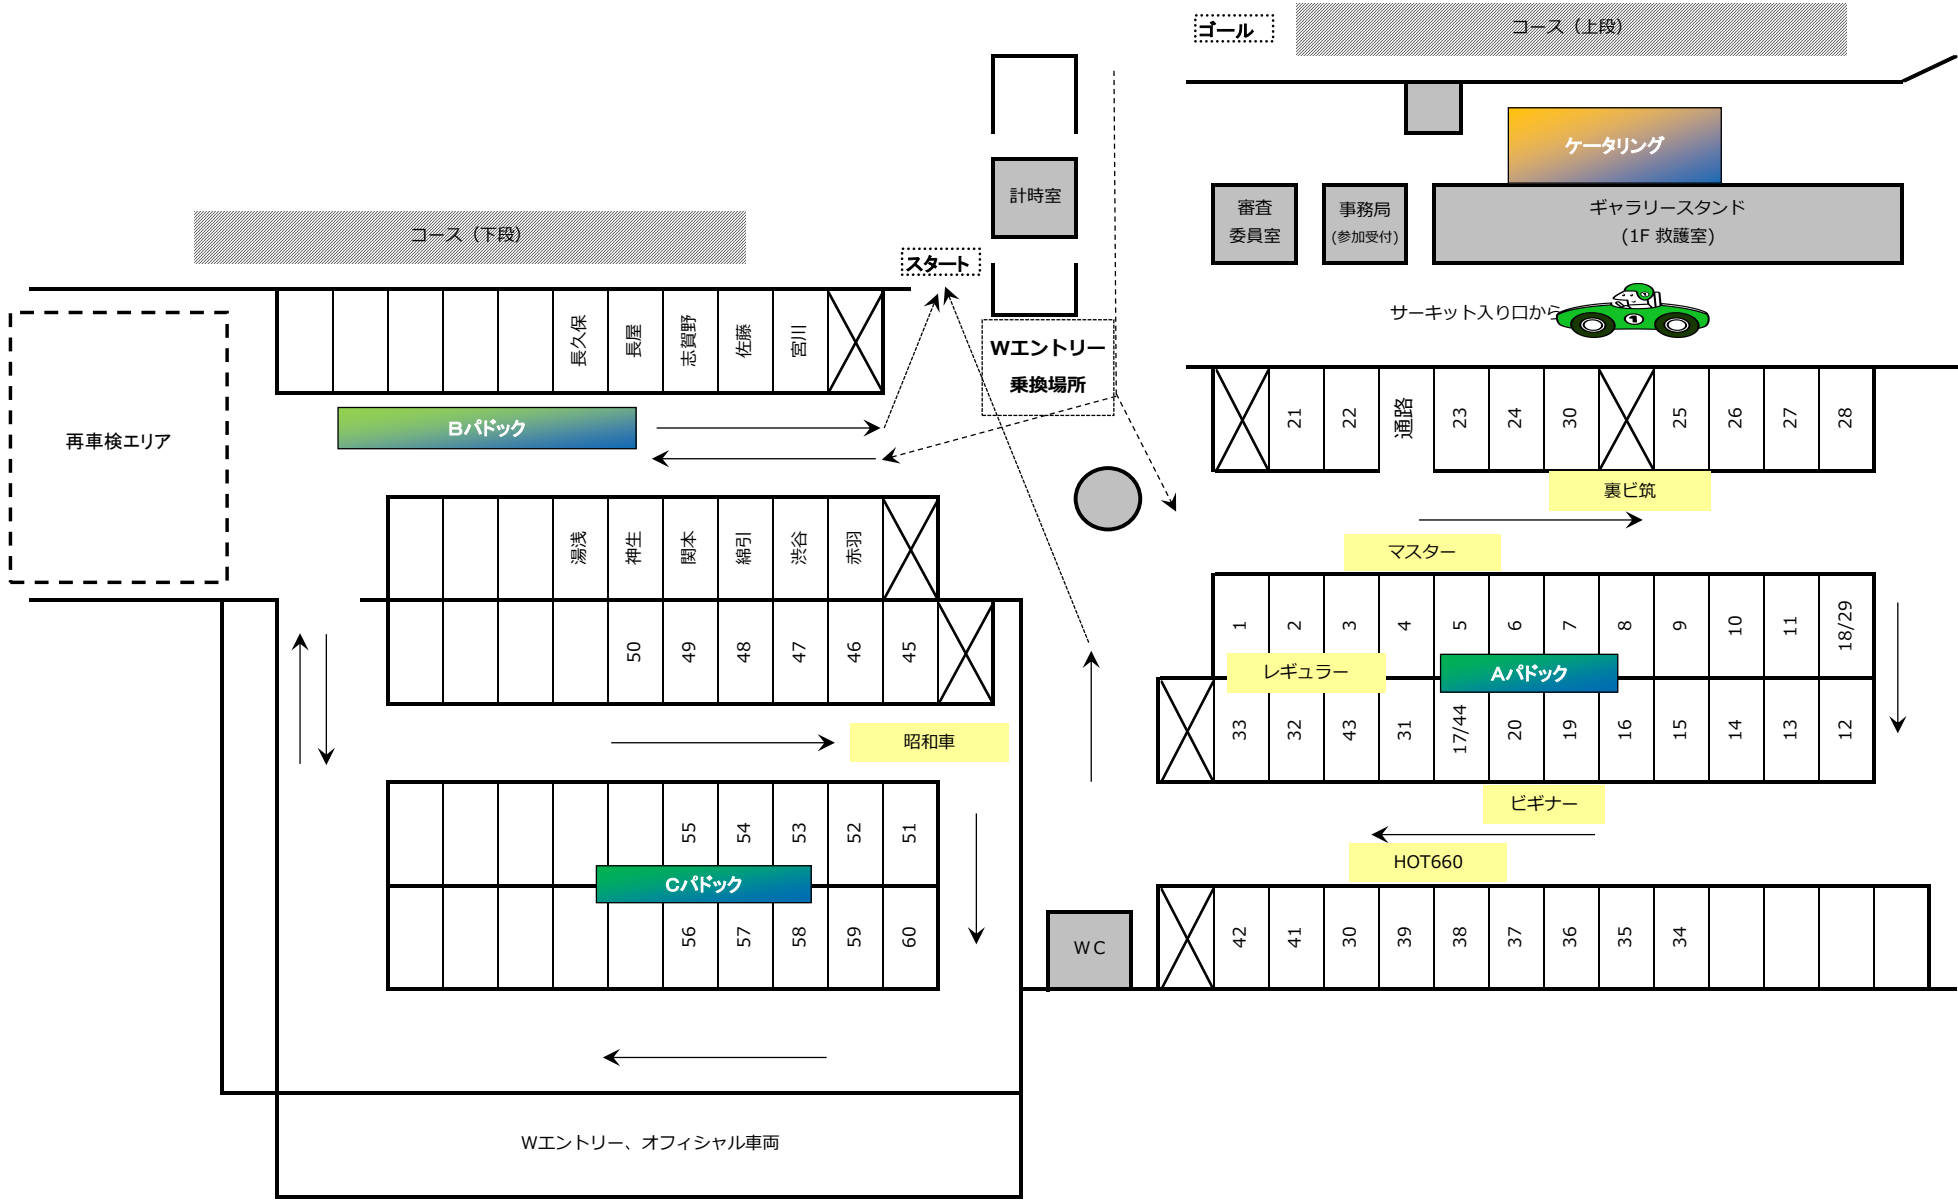 ゴール
コース（上段）
ケータリング
計時室
審査
委員室
事務局
(参加受付)
ギャラリースタンド
(1F 救護室)
コース（下段）
スタート
サーキット入り口から
1
長久保
長屋
志賀野
佐藤
宮川
Wエントリー
乗換場所
21
22
通路
23
24
30
25
26
27
28
再車検エリア
Bパドック
裏ビ筑
マスター
湯浅
神生
関本
綿引
渋谷
赤羽
50
49
48
47
46
45
1
2
3
4
5
6
7
8
9
10
11
18/29
レギュラー
Aパドック
33
32
43
31
17/44
20
19
16
15
14
13
12
昭和車
ビギナー
HOT660
55
54
53
52
51
Cパドック
56
57
58
59
60
WC
42
41
30
39
38
37
36
35
34
Wエントリー、オフィシャル車両